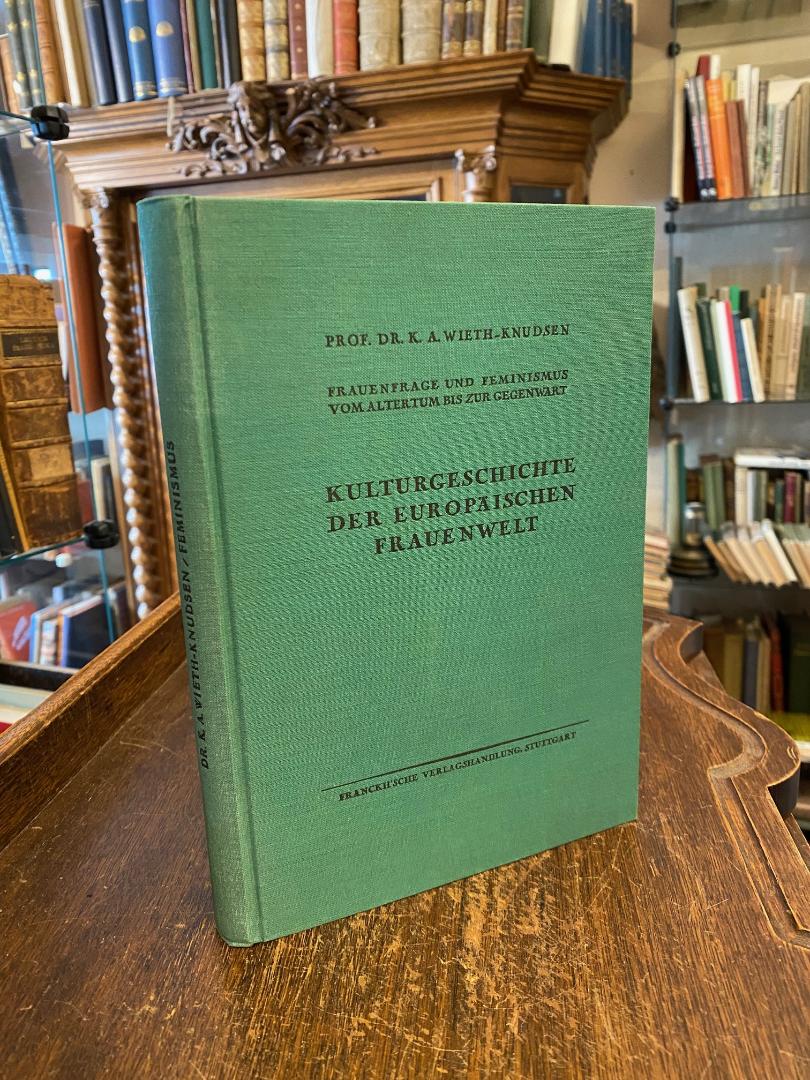 PROF. DR. K. A. WIETH-KNUDSEN
FRAUENFRAGE UND FEMINISMUS
VOM ALTERTUM BIS ZUR GEGENWART
KULTURGESCHICHTE
DER EUROPÄISCHEN
FRAUENWELT
FRANCKH'SCHE VERLAGSHANDLUNG, STUTTGART
DR. K. A. WIETH-KNUDSEN / FEMINISMUS